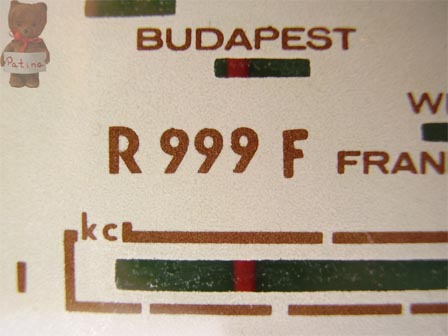 Patina
BUDAPEST
R 999 F
kc